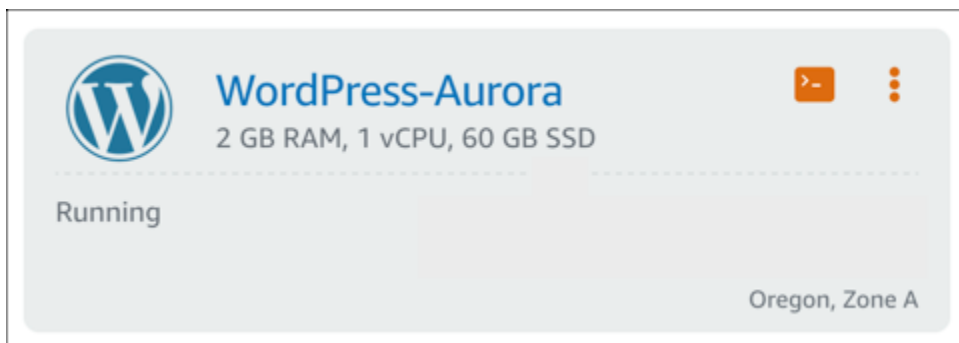 WordPress-Aurora
2 GB RAM, 1 vCPU, 60 GB SSD
Running
Oregon, Zone A